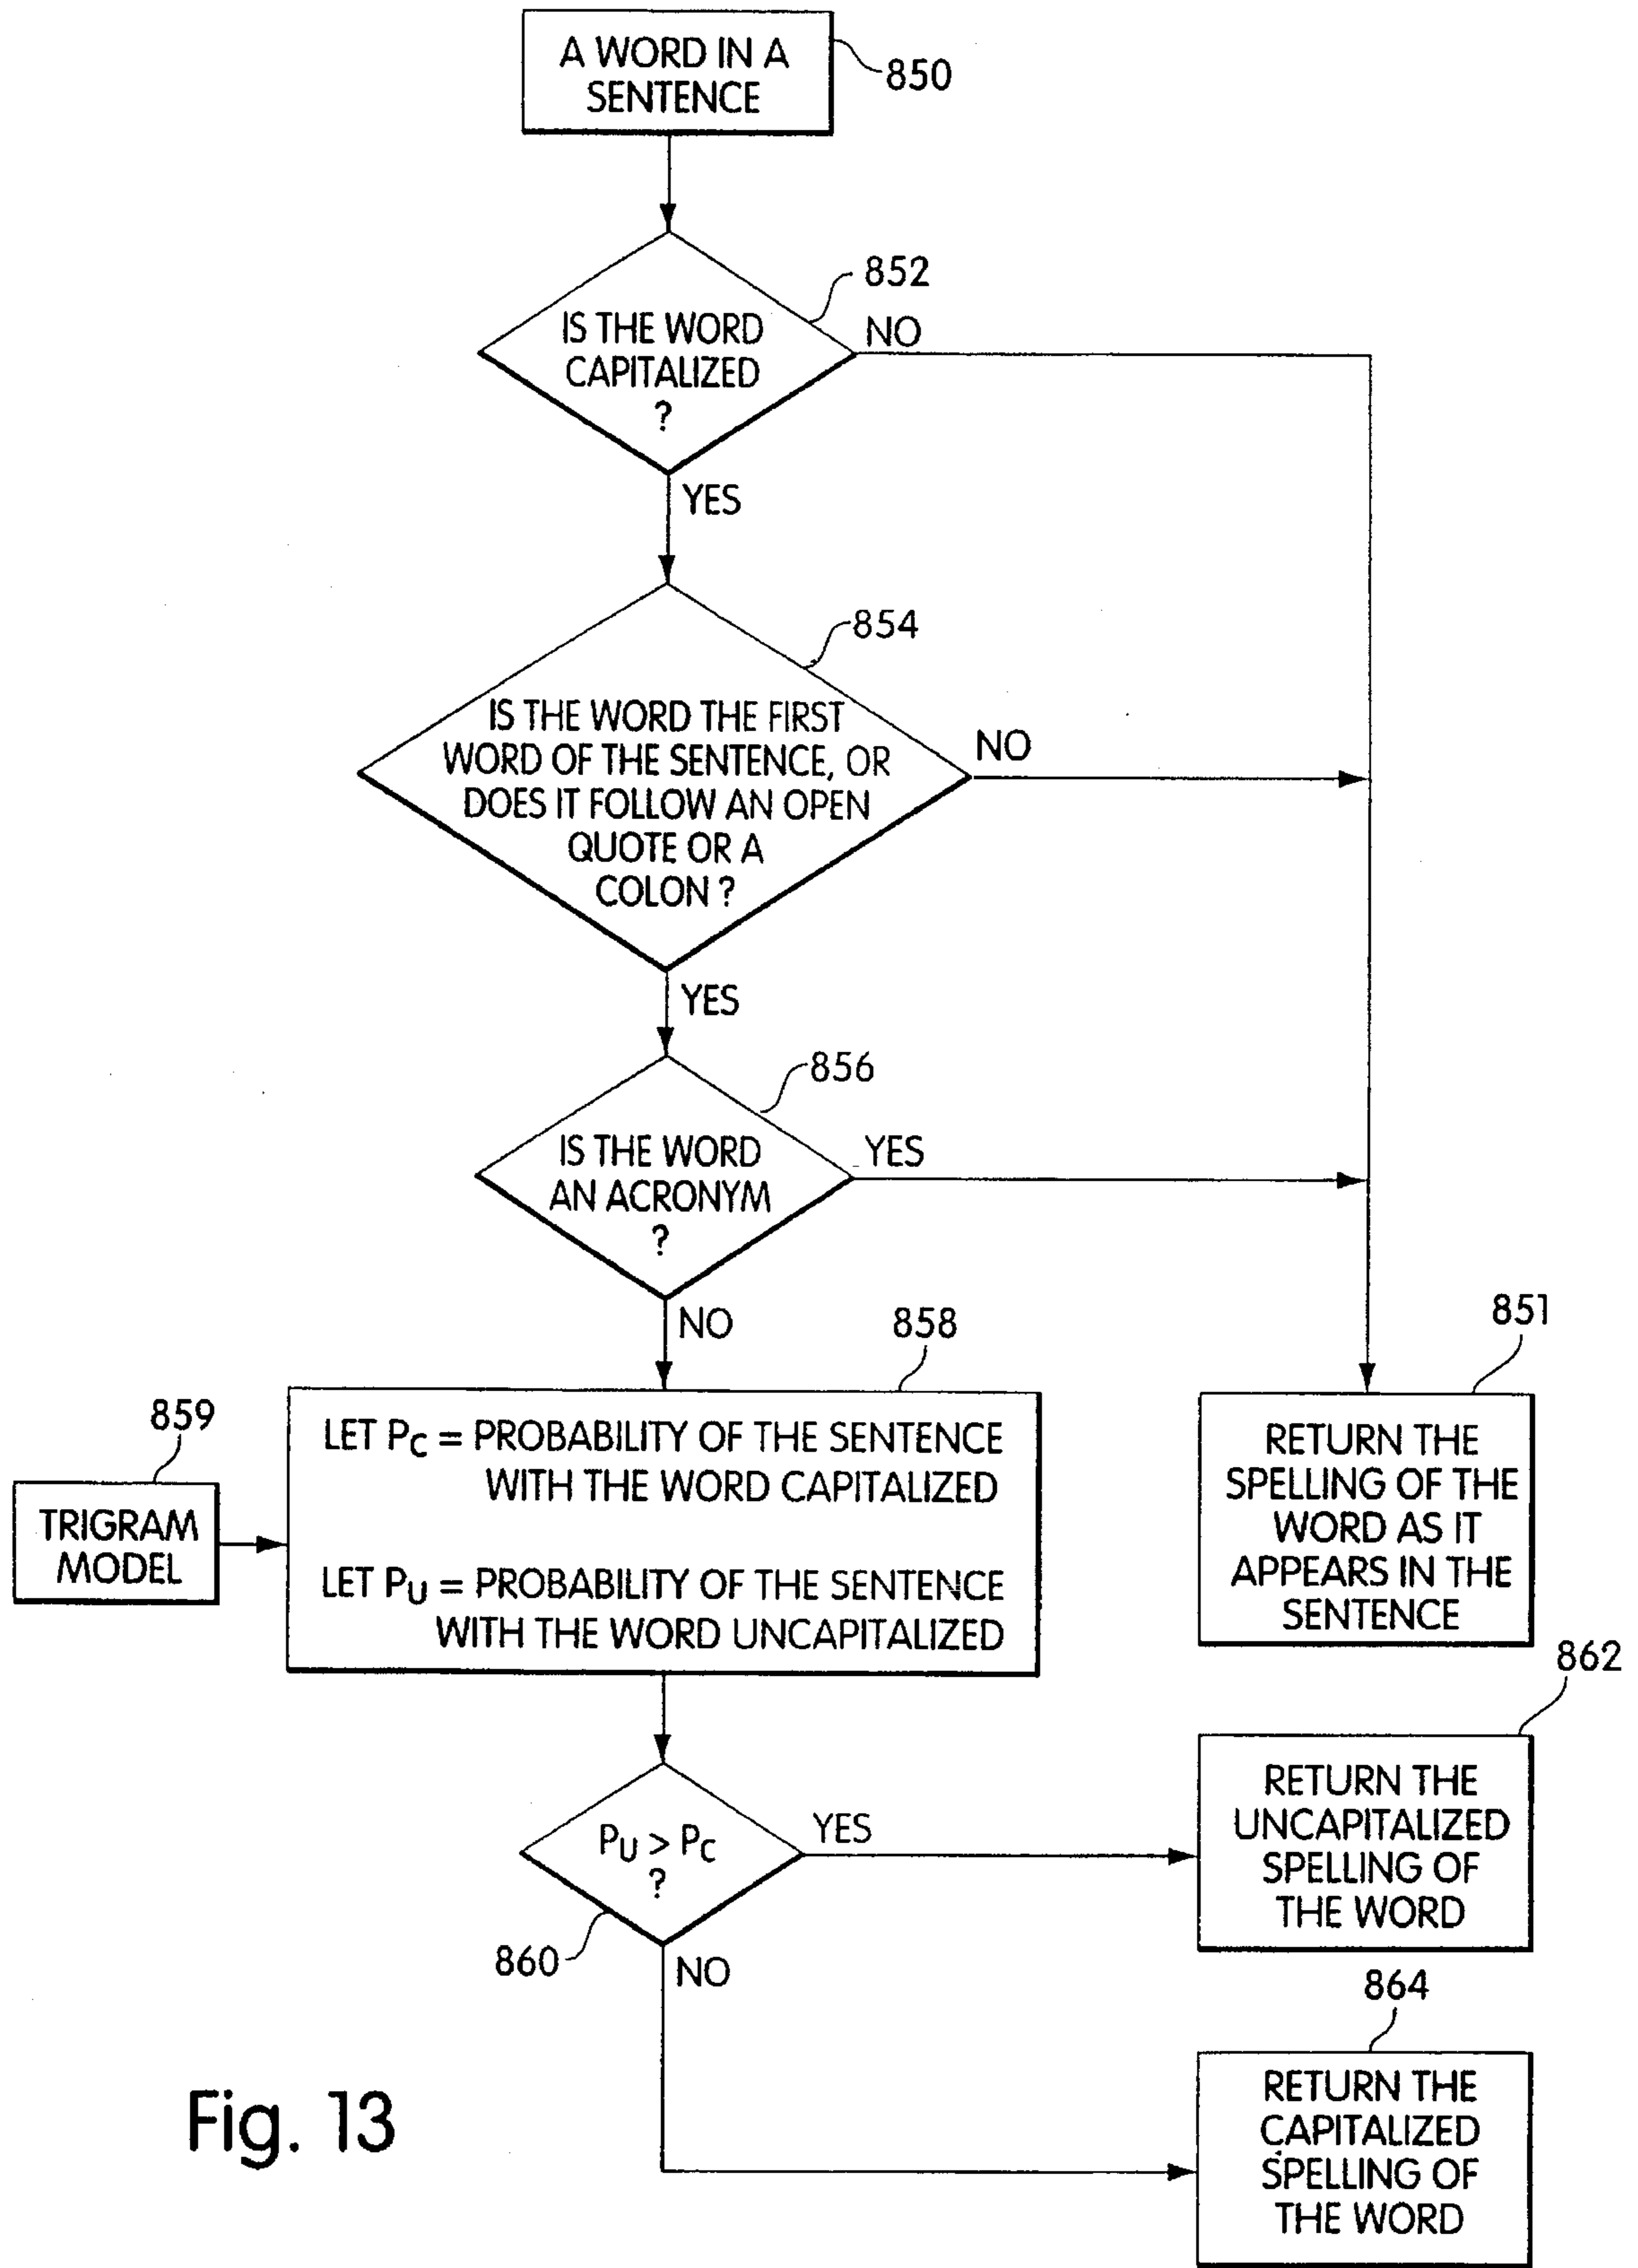 A WORD IN A
SENTENCE
850
852
IS THE WORD
CAPITALIZED
?
NO
YES
854
IS THE WORD THE FIRST
WORD OF THE SENTENCE, OR
DOES IT FOLLOW AN OPEN
QUOTE OR A
COLON ?
NO
YES
856
IS THE WORD
AN ACRONYM
?
YES
NO
858
LET PC = PROBABILITY OF THE SENTENCE
WITH THE WORD CAPITALIZED
LET PU = PROBABILITY OF THE SENTENCE
WITH THE WORD UNCAPITALIZED
859
TRIGRAM
MODEL
851
RETURN THE
SPELLING OF THE
WORD AS IT
APPEARS IN THE
SENTENCE
PU > PC
?
YES
860
NO
862
RETURN THE
UNCAPITALIZED
SPELLING OF
THE WORD
864
RETURN THE
CAPITALIZED
SPELLING OF
THE WORD
Fig. 13